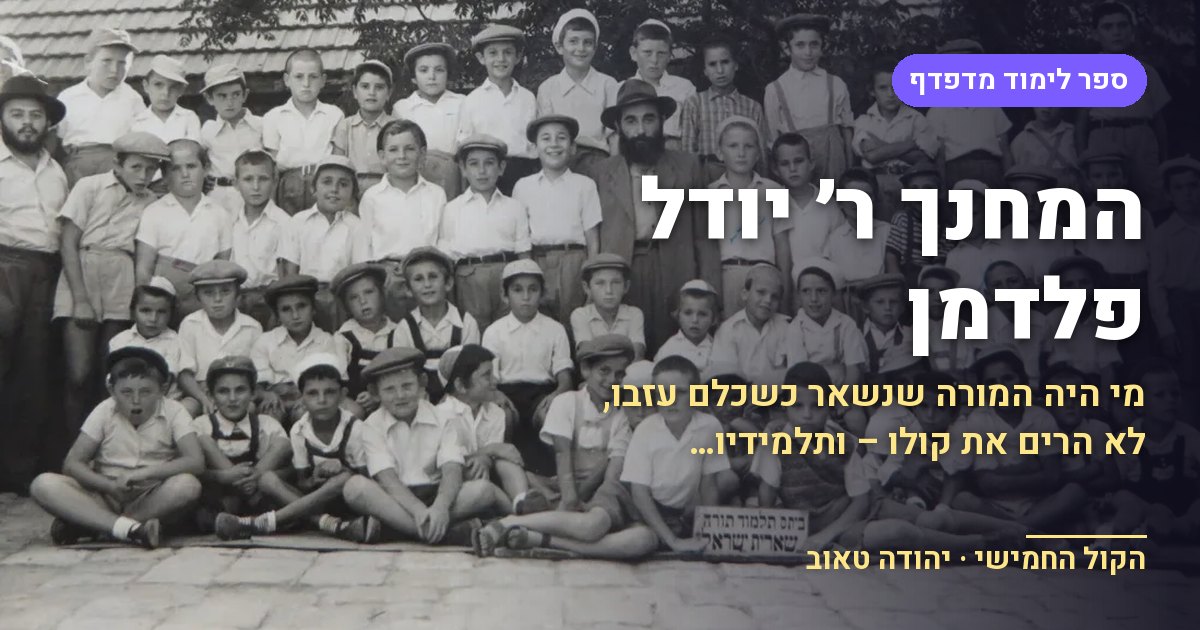 ספר לימוד מדפדף
המחנך ר׳ יודל
פלדמן
מי היה המורה שנשאר כשכלם עזבו,
לא הרים את קולו – ותלמידיו...
ביתס תלמוד תורה
שארית ישראל
הקול החמישי · יהודה טאוב